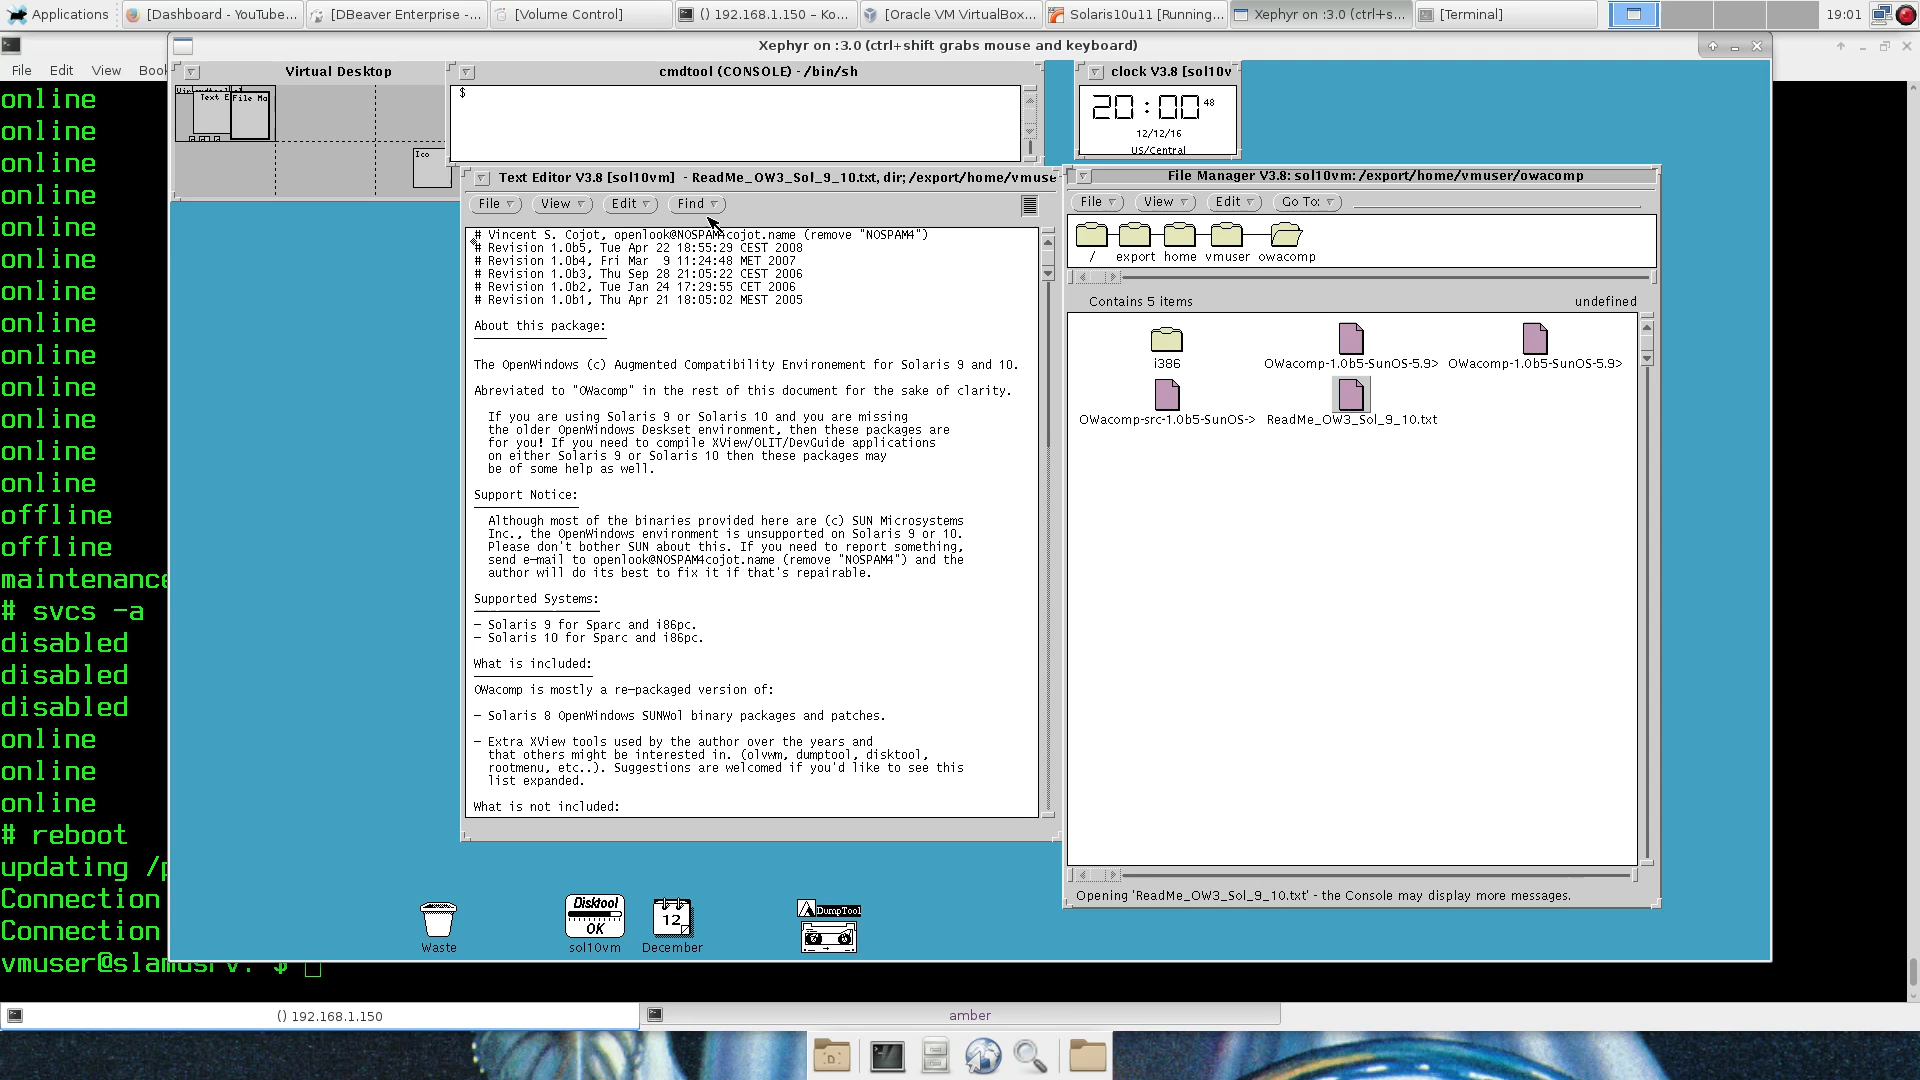 Applications
[Dashboard - YouTube...
[DBeaver Enterprise -...
[Volume Control]
() 192.168.1.150 – Ko...
[Oracle VM VirtualBox...
Solaris10u11 [Running...
Xephyr on :3.0 (ctrl+s...
[Terminal]
19:01
Xephyr on :3.0 (ctrl+shift grabs mouse and keyboard)
File Edit View Book
online
online
online
online
online
online
online
online
online
online
online
online
online
offline
offline
maintenance
# svcs -a
disabled
disabled
disabled
online
online
online
# reboot
updating /p
Connection
Connection
vmuser@slamdsrv: $
Virtual Desktop
Text E
File Ma
Ico
cmdtool (CONSOLE) - /bin/sh
$
clock V3.8 [sol10v
20:00 48
12/12/16
US/Central
Text Editor V3.8 [sol10vm] - ReadMe_OW3_Sol_9_10.txt, dir; /export/home/vmuse
File View Edit Find
# Vincent S. Cojot, openlook@NOSPAM4cojot.name (remove "NOSPAM4")
# Revision 1.0b5, Tue Apr 22 18:55:29 CEST 2008
# Revision 1.0b4, Fri Mar 9 11:24:48 MET 2007
# Revision 1.0b3, Thu Sep 28 21:05:22 CEST 2006
# Revision 1.0b2, Tue Jan 24 17:29:55 CET 2006
# Revision 1.0b1, Thu Apr 21 18:05:02 MEST 2005
About this package:
The OpenWindows (c) Augmented Compatibility Environement for Solaris 9 and 10.
Abreviated to "OWacomp" in the rest of this document for the sake of clarity.
If you are using Solaris 9 or Solaris 10 and you are missing
the older OpenWindows Deskset environment, then these packages are
for you! If you need to compile XView/OLIT/DevGuide applications
on either Solaris 9 or Solaris 10 then these packages may
be of some help as well.
Support Notice:
Although most of the binaries provided here are (c) SUN Microsystems
Inc., the OpenWindows environment is unsupported on Solaris 9 or 10.
Please don't bother SUN about this. If you need to report something,
send e-mail to openlook@NOSPAM4cojot.name (remove "NOSPAM4") and the
author will do its best to fix it if that's repairable.
Supported Systems:
- Solaris 9 for Sparc and i86pc.
- Solaris 10 for Sparc and i86pc.
What is included:
OWacomp is mostly a re-packaged version of:
- Solaris 8 OpenWindows SUNWol binary packages and patches.
- Extra XView tools used by the author over the years and
that others might be interested in. (olvwm, dumptool, disktool,
rootmenu, etc..). Suggestions are welcomed if you'd like to see this
list expanded.
What is not included:
File Manager V3.8: sol10vm: /export/home/vmuser/owacomp
File View Edit Go To:
/ export home vmuser owacomp
Contains 5 items
undefined
i386
OWacomp-1.0b5-SunOS-5.9>
OWacomp-1.0b5-SunOS-5.9>
OWacomp-src-1.0b5-SunOS->
ReadMe_OW3_Sol_9_10.txt
Opening 'ReadMe_OW3_Sol_9_10.txt' - the Console may display more messages.
Waste
Disktool
OK
sol10vm
12
December
DumpTool
() 192.168.1.150
amber